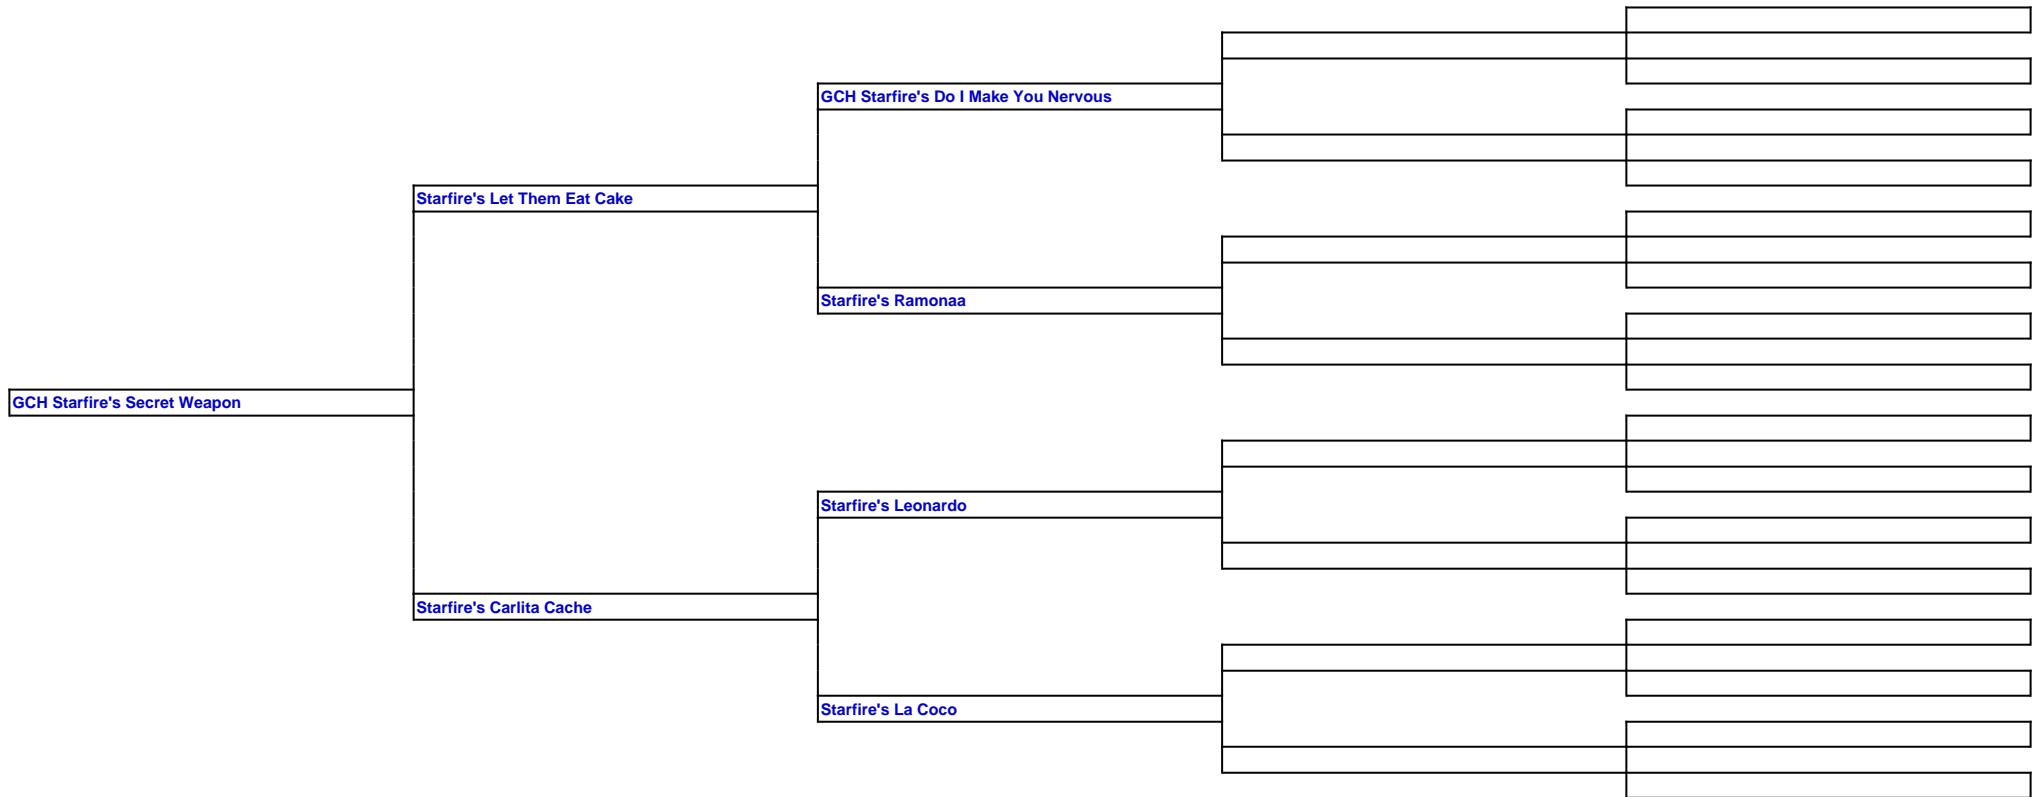 GCH Starfire's Do I Make You Nervous
Starfire's Let Them Eat Cake
Starfire's Ramonaa
GCH Starfire's Secret Weapon
Starfire's Leonardo
Starfire's Carlita Cache
Starfire's La Coco